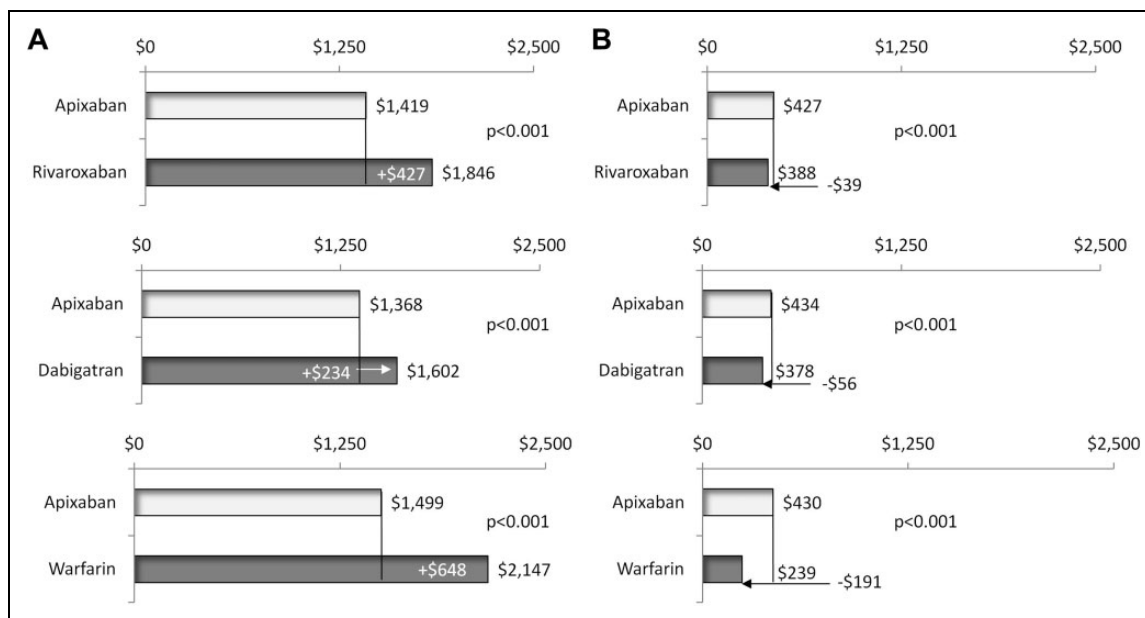 A
$0 $1,250 $2,500
Apixaban $1,419
p<0.001
Rivaroxaban +$427 $1,846
$0 $1,250 $2,500
Apixaban $1,368
p<0.001
Dabigatran +$234 $1,602
$0 $1,250 $2,500
Apixaban $1,499
p<0.001
Warfarin +$648 $2,147
B
$0 $1,250 $2,500
Apixaban $427
p<0.001
Rivaroxaban $388 -$39
$0 $1,250 $2,500
Apixaban $434
p<0.001
Dabigatran $378 -$56
$0 $1,250 $2,500
Apixaban $430
p<0.001
Warfarin $239 -$191